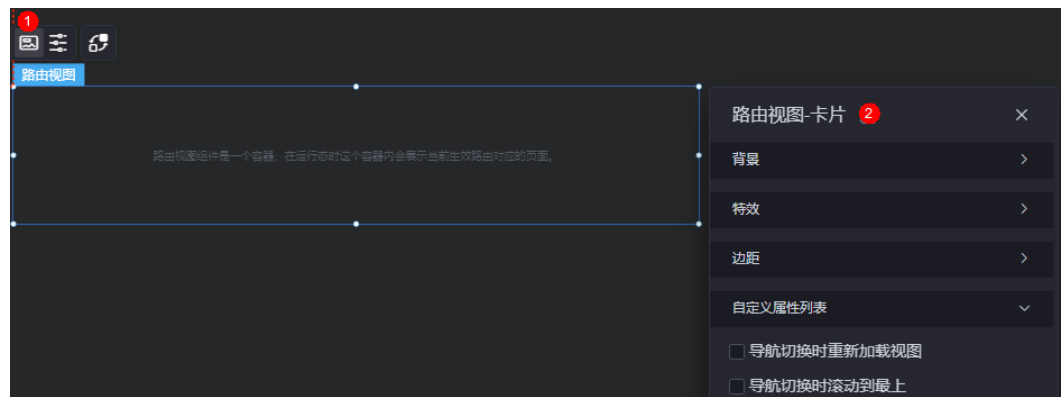 1
路由视图
路由视图组件是一个容器，在运行态时这个容器内会展示当前生效路由对应的页面。
路由视图-卡片 2
背景
特效
边距
自定义属性列表
导航切换时重新加载视图
导航切换时滚动到最上